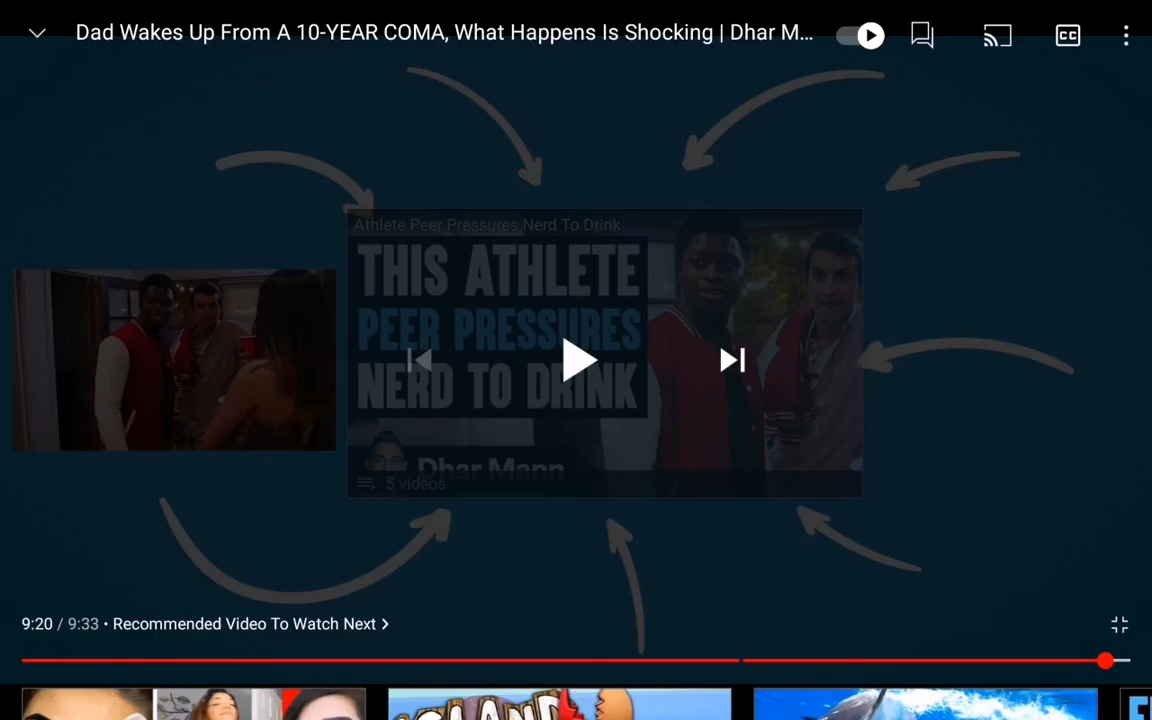 Dad Wakes Up From A 10-YEAR COMA, What Happens Is Shocking | Dhar M...
CC
Athlete Peer Pressures Nerd To Drink
THIS ATHLETE
PEER PRESSURES
NERD TO DRINK
Dhar Mann
5 videos
9:20 / 9:33 • Recommended Video To Watch Next >